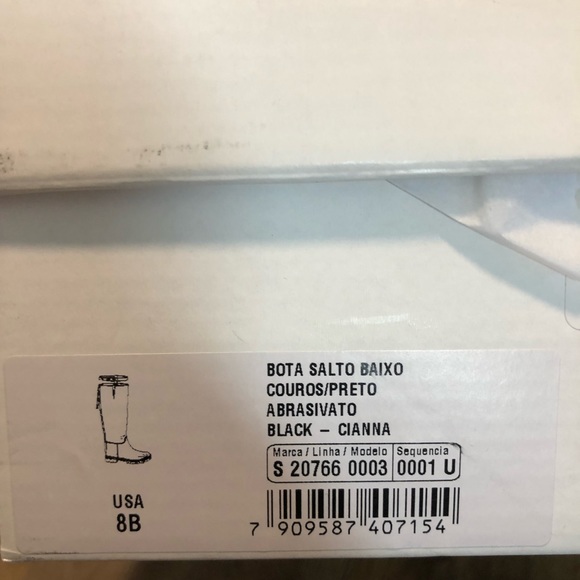 BOTA SALTO BAIXO
COUROS/PRETO
ABRASIVATO
BLACK – CIANNA
Marca / Linha / Modelo Sequencia
S 20766 0003 0001 U
USA
8B
7 909587 407154